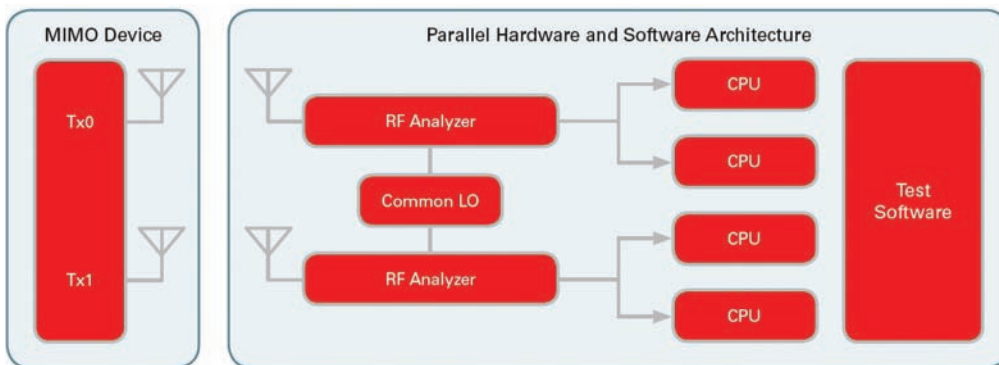 MIMO Device
Tx0
Tx1
Parallel Hardware and Software Architecture
RF Analyzer
Common LO
RF Analyzer
CPU
CPU
CPU
CPU
Test
Software